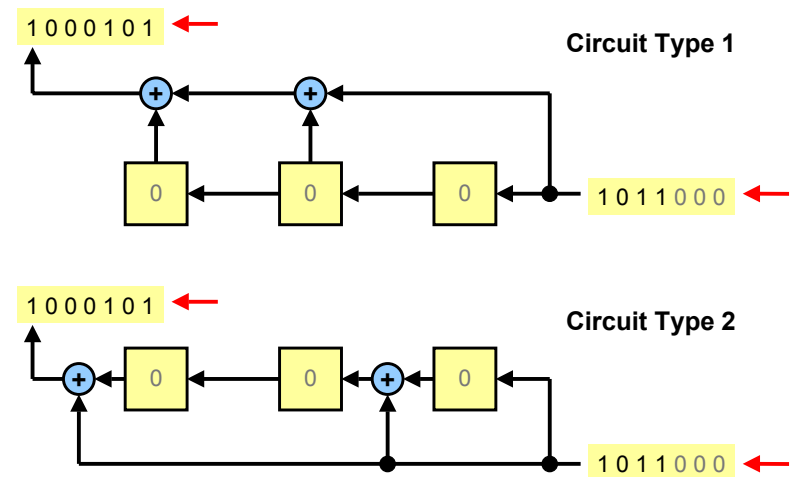 1 0 0 0 1 0 1
Circuit Type 1
+ +
0 0 0
1 0 1 1 0 0 0
1 0 0 0 1 0 1
Circuit Type 2
+ 0 0 + 0
1 0 1 1 0 0 0